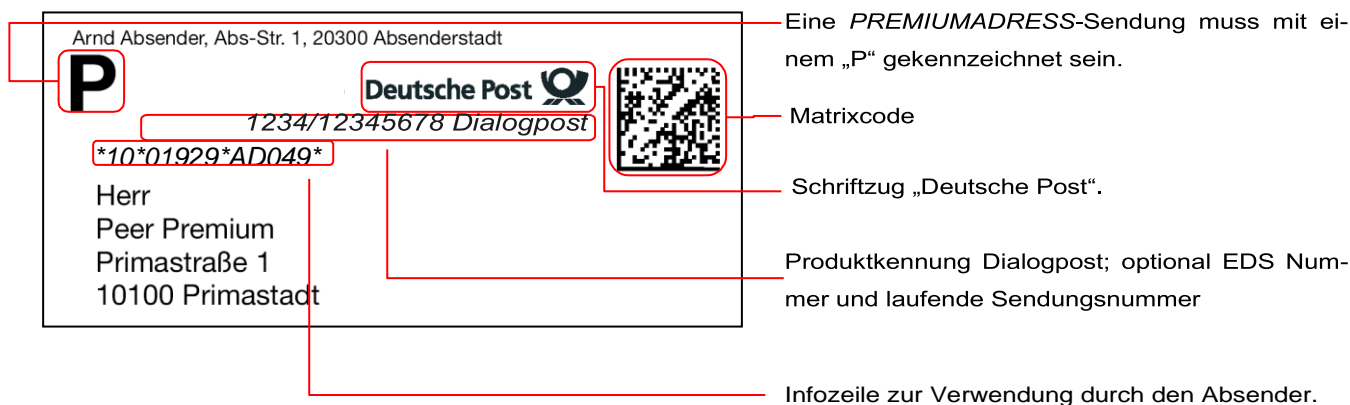 Arnd Absender, Abs-Str. 1, 20300 Absenderstadt
P
Deutsche Post
1234/12345678 Dialogpost
*10*01929*AD049*
Herr
Peer Premium
Primastraße 1
10100 Primastadt
Eine PREMIUMADRESS-Sendung muss mit ei-
nem „P“ gekennzeichnet sein.
Matrixcode
Schriftzug „Deutsche Post“.
Produktkennung Dialogpost; optional EDS Num-
mer und laufende Sendungsnummer
Infozeile zur Verwendung durch den Absender.